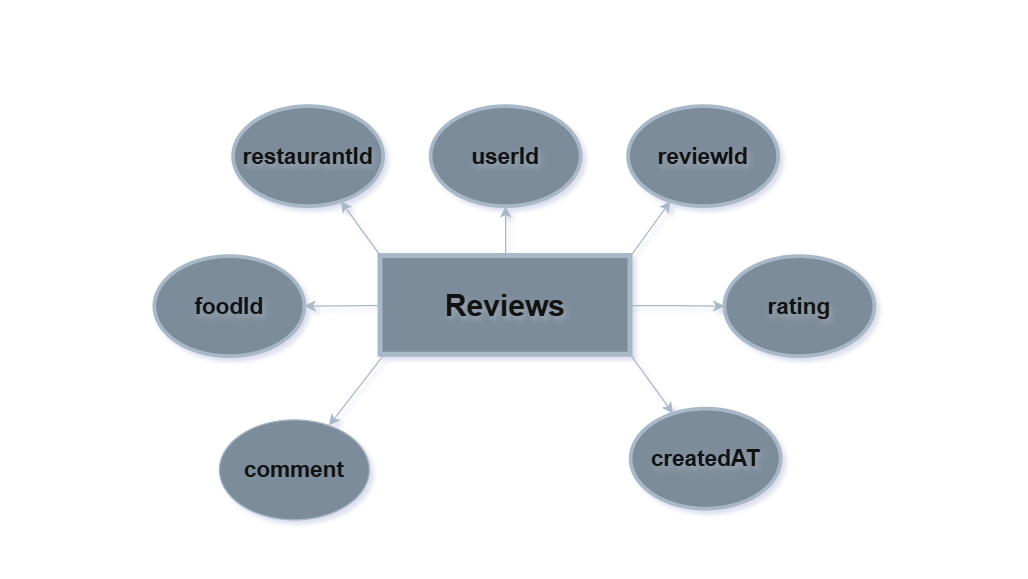 restaurantId
userId
reviewId
foodId
Reviews
rating
comment
createdAT